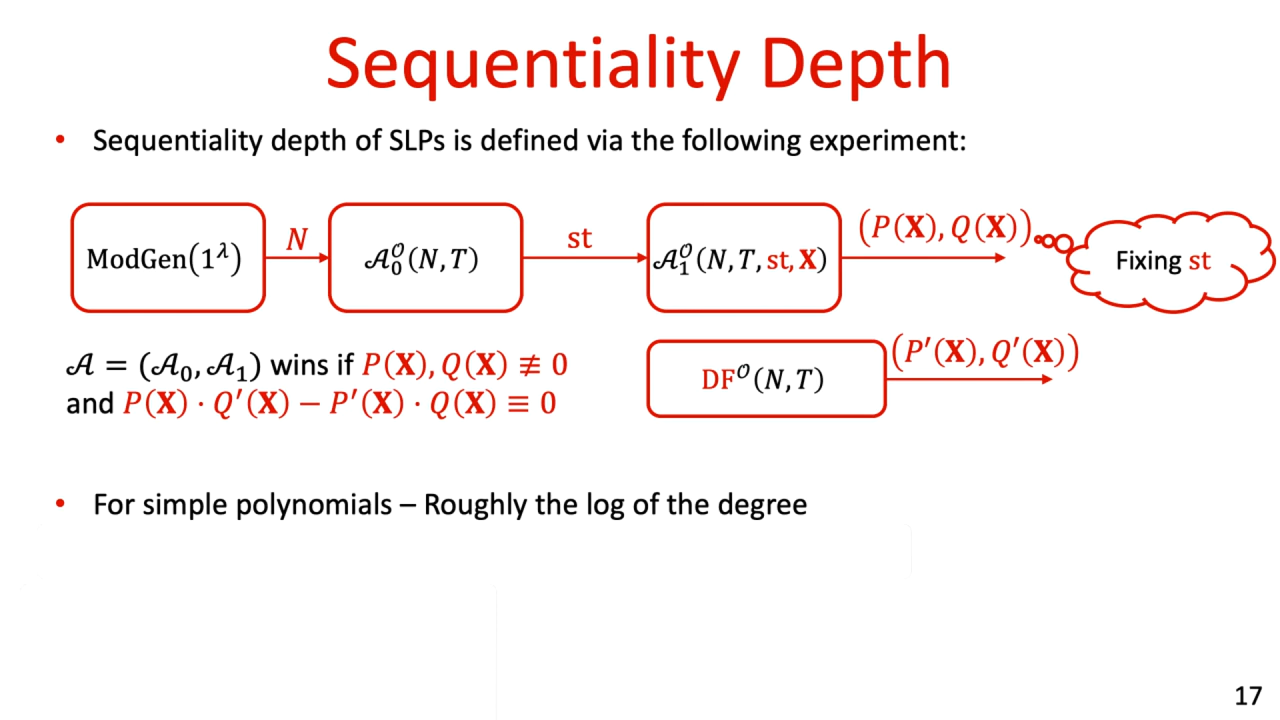 Sequentiality Depth
• Sequentiality depth of SLPs is defined via the following experiment:
ModGen(1^λ)
N
𝒜₀^𝒪(N, T)
st
𝒜₁^𝒪(N, T, st, X)
(P(X), Q(X))
Fixing st
𝒜 = (𝒜₀, 𝒜₁) wins if P(X), Q(X) ≢ 0
and P(X) · Q′(X) − P′(X) · Q(X) ≡ 0
DF^𝒪(N, T)
(P′(X), Q′(X))
• For simple polynomials – Roughly the log of the degree
17